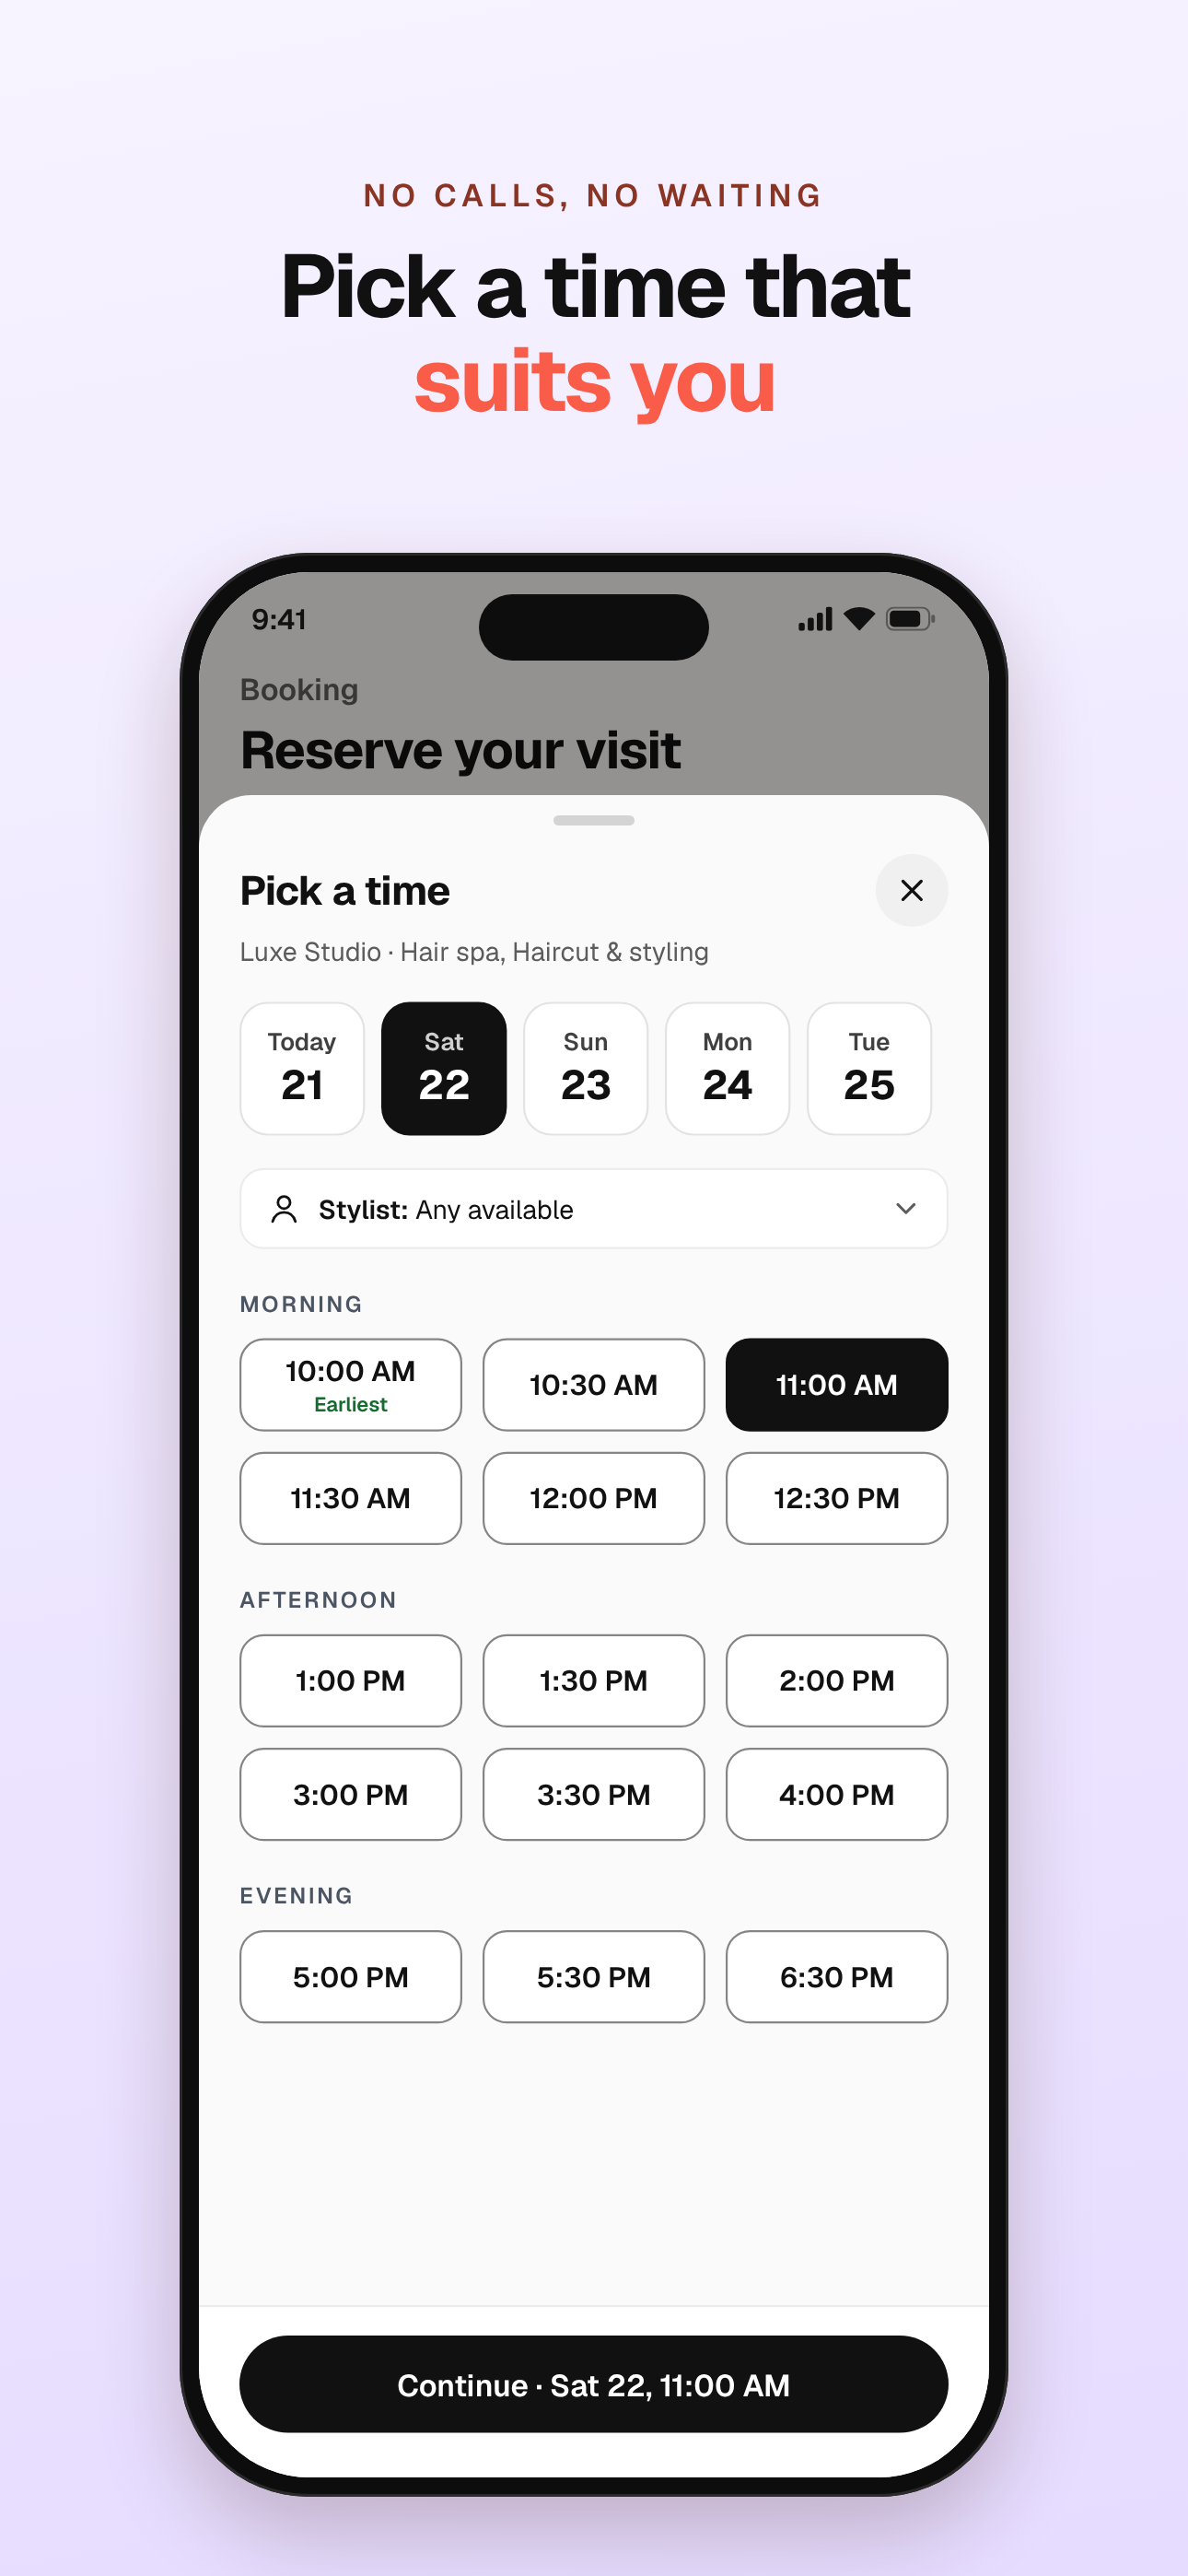 NO CALLS, NO WAITING
Pick a time that
suits you
9:41
Booking
Reserve your visit
Pick a time
Luxe Studio · Hair spa, Haircut & styling
Today Sat Sun Mon Tue
21 22 23 24 25
Stylist: Any available
MORNING
10:00 AM 10:30 AM 11:00 AM
Earliest
11:30 AM 12:00 PM 12:30 PM
AFTERNOON
1:00 PM 1:30 PM 2:00 PM
3:00 PM 3:30 PM 4:00 PM
EVENING
5:00 PM 5:30 PM 6:30 PM
Continue · Sat 22, 11:00 AM